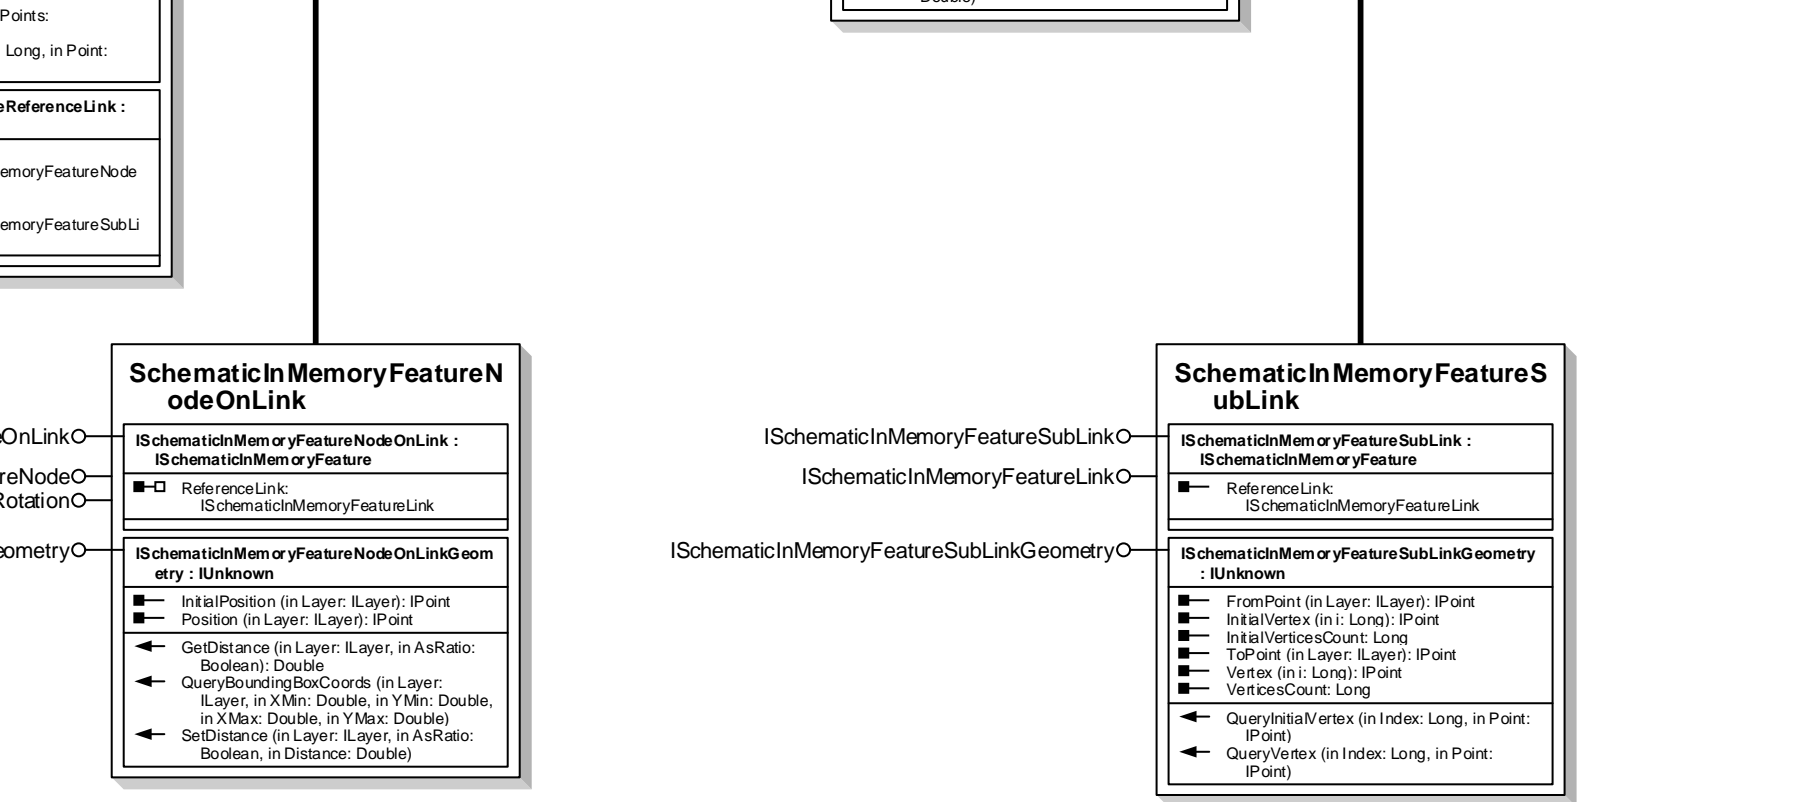 Points:
Long, in Point:
eReferenceLink :
emoryFeatureNode
emoryFeatureSubLi
Double)
SchematicInMemoryFeatureN
odeOnLink
OnLink
reNode
Rotation
eometry
ISchematicInMemoryFeatureNodeOnLink :
ISchematicInMemoryFeature
ReferenceLink:
ISchematicInMemoryFeatureLink
ISchematicInMemoryFeatureNodeOnLinkGeom
etry : IUnknown
InitialPosition (in Layer: ILayer): IPoint
Position (in Layer: ILayer): IPoint
GetDistance (in Layer: ILayer, in AsRatio:
Boolean): Double
QueryBoundingBoxCoords (in Layer:
ILayer, in XMin: Double, in YMin: Double,
in XMax: Double, in YMax: Double)
SetDistance (in Layer: ILayer, in AsRatio:
Boolean, in Distance: Double)
ISchematicInMemoryFeatureSubLink
ISchematicInMemoryFeatureLink
ISchematicInMemoryFeatureSubLinkGeometry
SchematicInMemoryFeatureS
ubLink
ISchematicInMemoryFeatureSubLink :
ISchematicInMemoryFeature
ReferenceLink:
ISchematicInMemoryFeatureLink
ISchematicInMemoryFeatureSubLinkGeometry
: IUnknown
FromPoint (in Layer: ILayer): IPoint
InitialVertex (in i: Long): IPoint
InitialVerticesCount: Long
ToPoint (in Layer: ILayer): IPoint
Vertex (in i: Long): IPoint
VerticesCount: Long
QueryInitialVertex (in Index: Long, in Point:
IPoint)
QueryVertex (in Index: Long, in Point:
IPoint)